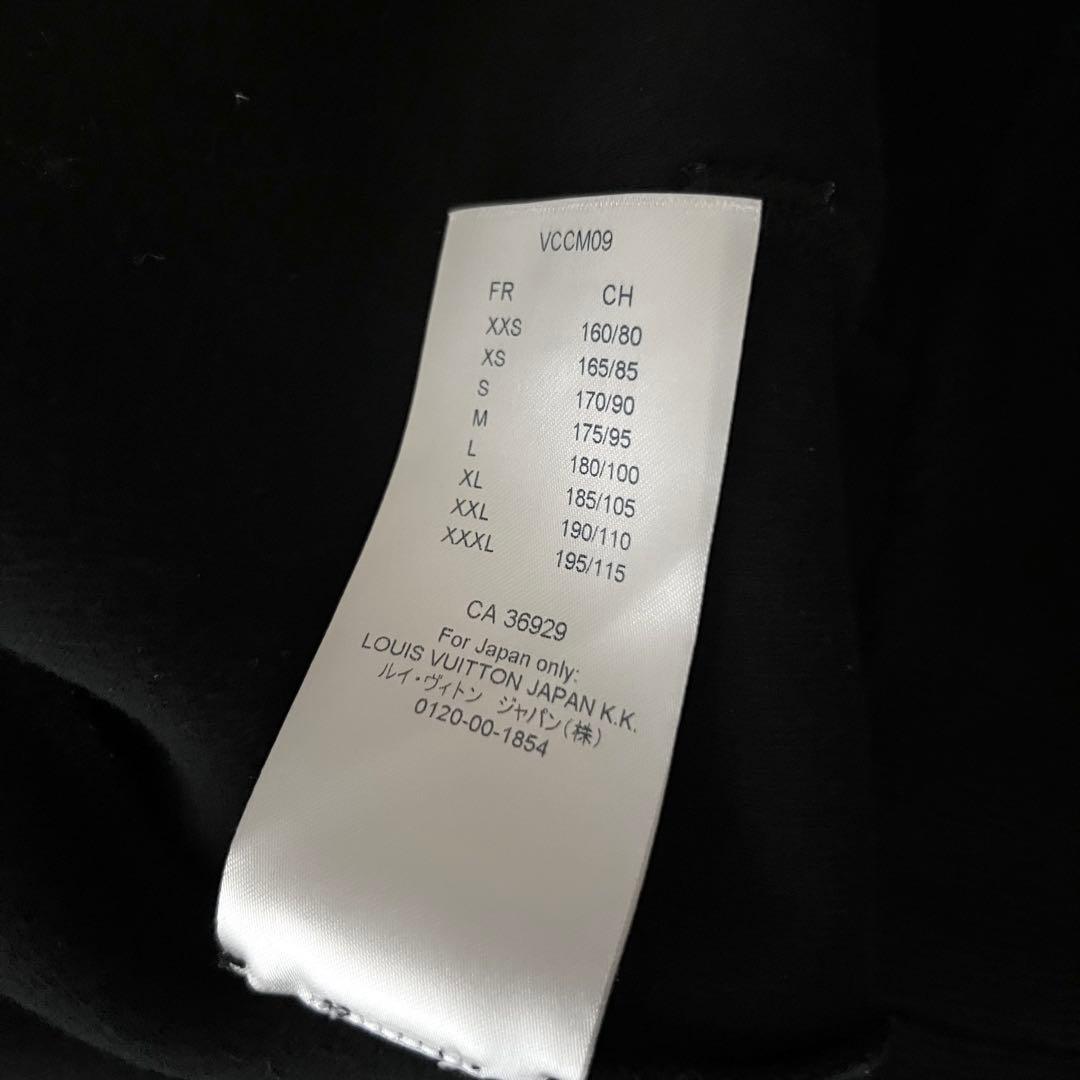 VCCM09
FR CH
XXS 160/80
XS 165/85
S 170/90
M 175/95
L 180/100
XL 185/105
XXL 190/110
XXXL 195/115
CA 36929
For Japan only:
LOUIS VUITTON JAPAN K.K.
ルイ・ヴィトン ジャパン(株)
0120-00-1854